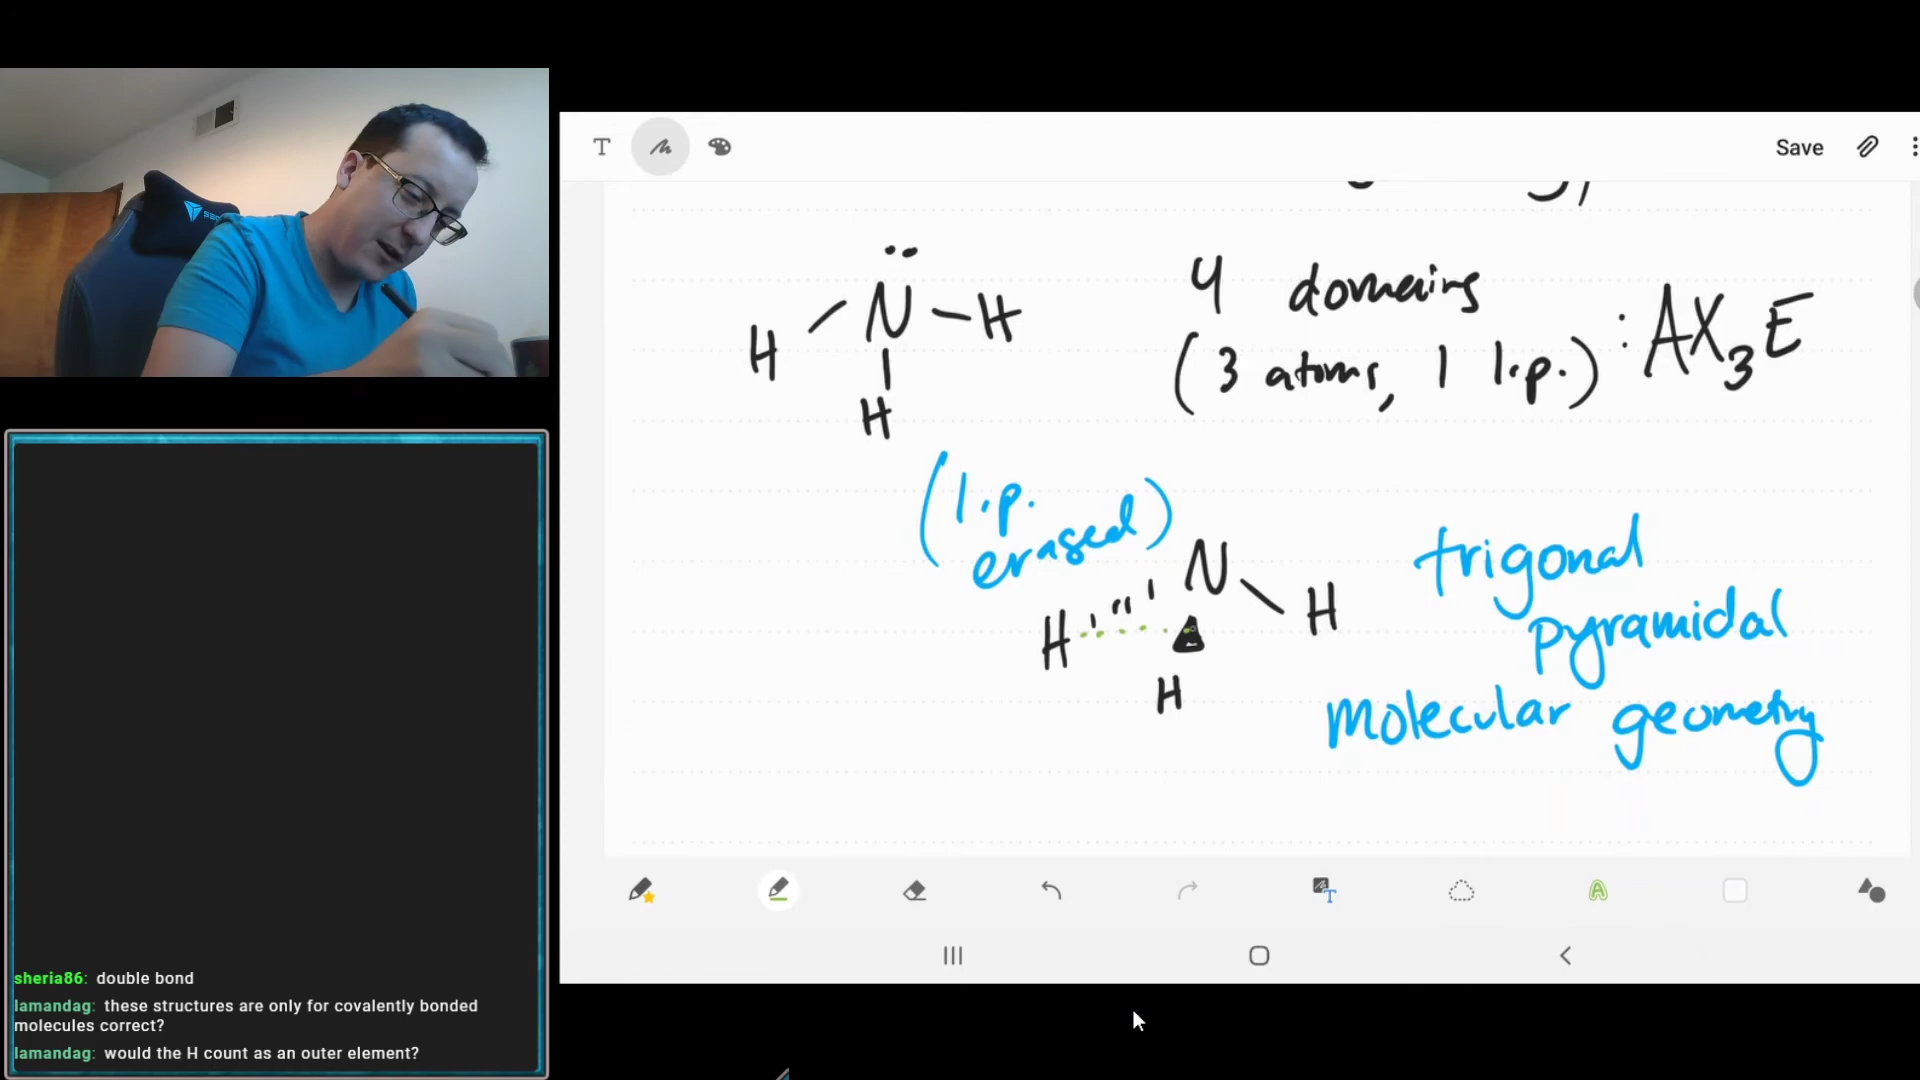 T
Save
N
H
H
H
4 domains
(3 atoms, 1 l.p.) : AX3E
(l.p.
erased)
N
H
H
H
trigonal
pyramidal
molecular geometry
sheria86: double bond
lamandag: these structures are only for covalently bonded
molecules correct?
lamandag: would the H count as an outer element?